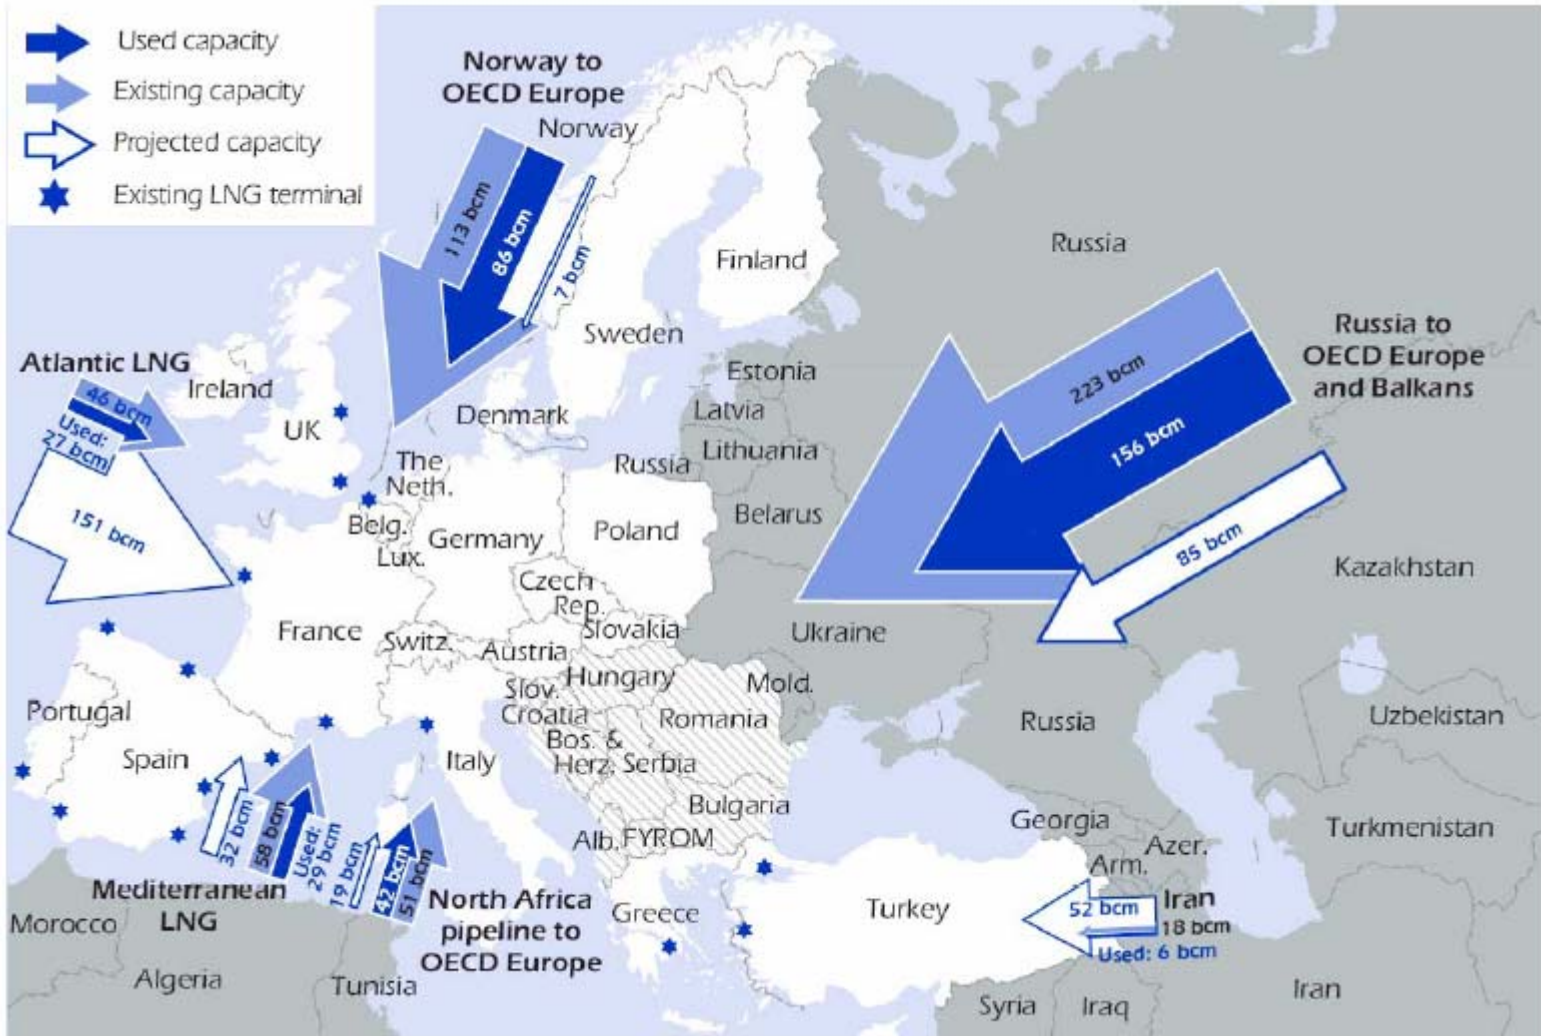 Used capacity
Existing capacity
Projected capacity
Existing LNG terminal
Norway to
OECD Europe
Norway
113 bcm
86 bcm
7 bcm
Finland
Sweden
Russia
Russia to
OECD Europe
and Balkans
223 bcm
156 bcm
85 bcm
Atlantic LNG
46 bcm
Used:
27 bcm
151 bcm
Ireland
UK
Denmark
Estonia
Latvia
Lithuania
Russia
Belarus
The
Neth.
Belg.
Lux.
Germany
Poland
Czech
Rep.
Slovakia
Kazakhstan
Ukraine
France
Switz.
Austria
Hungary
Mold.
Slov.
Croatia
Romania
Bos. &
Herz.
Serbia
Bulgaria
Alb.
FYROM
Russia
Uzbekistan
Turkmenistan
Georgia
Azer.
Arm.
Portugal
Spain
Italy
32 bcm
58 bcm
Used:
29 bcm
19 bcm
42 bcm
51 bcm
Mediterranean
LNG
North Africa
pipeline to
OECD Europe
Greece
Turkey
52 bcm
Iran
18 bcm
Used: 6 bcm
Morocco
Algeria
Tunisia
Syria
Iraq
Iran